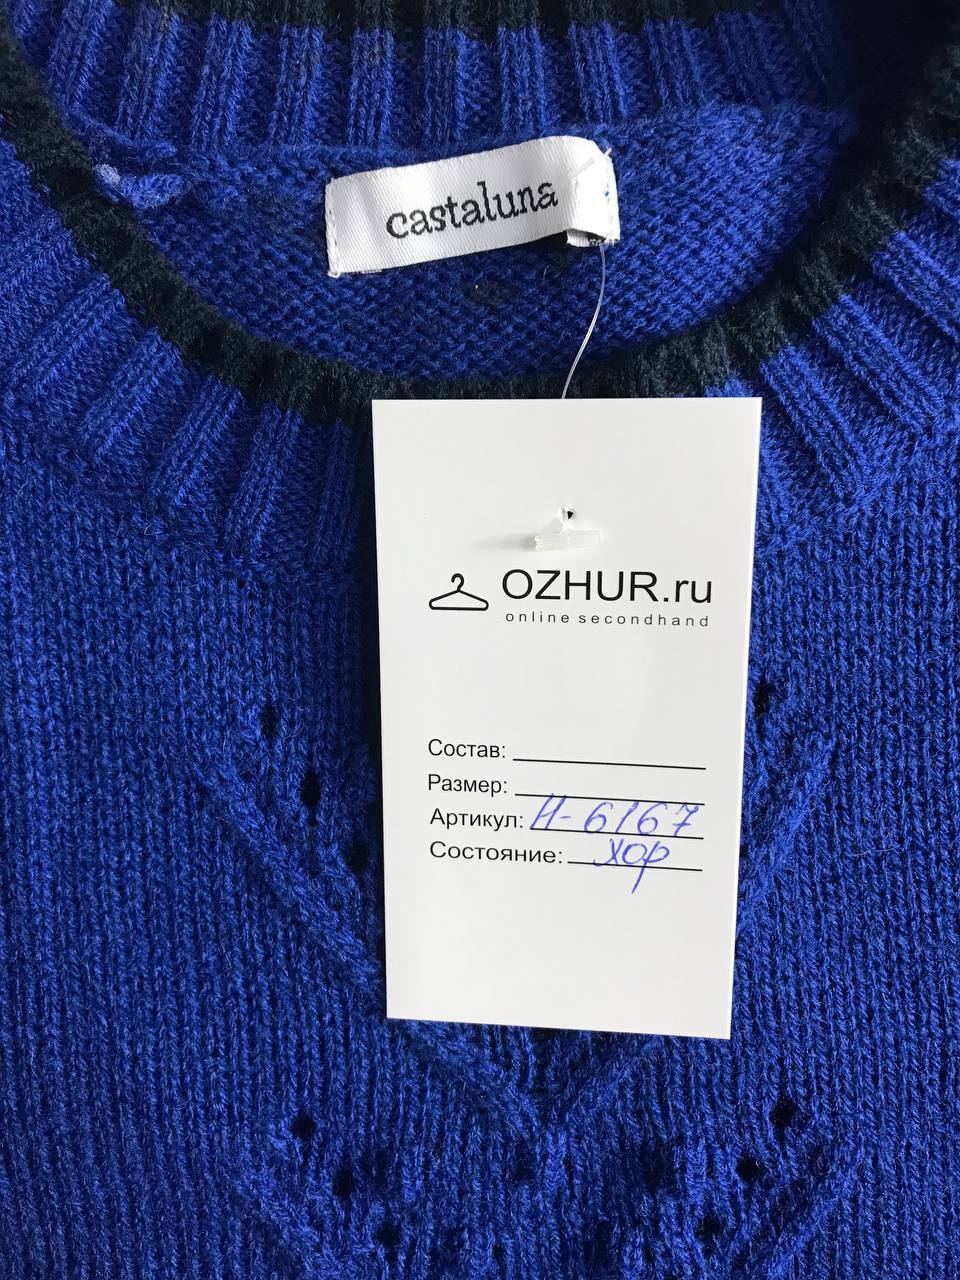 castaluna
OZHUR.ru
online secondhand
Состав:
Размер:
Артикул: Н-6167
Состояние: хор